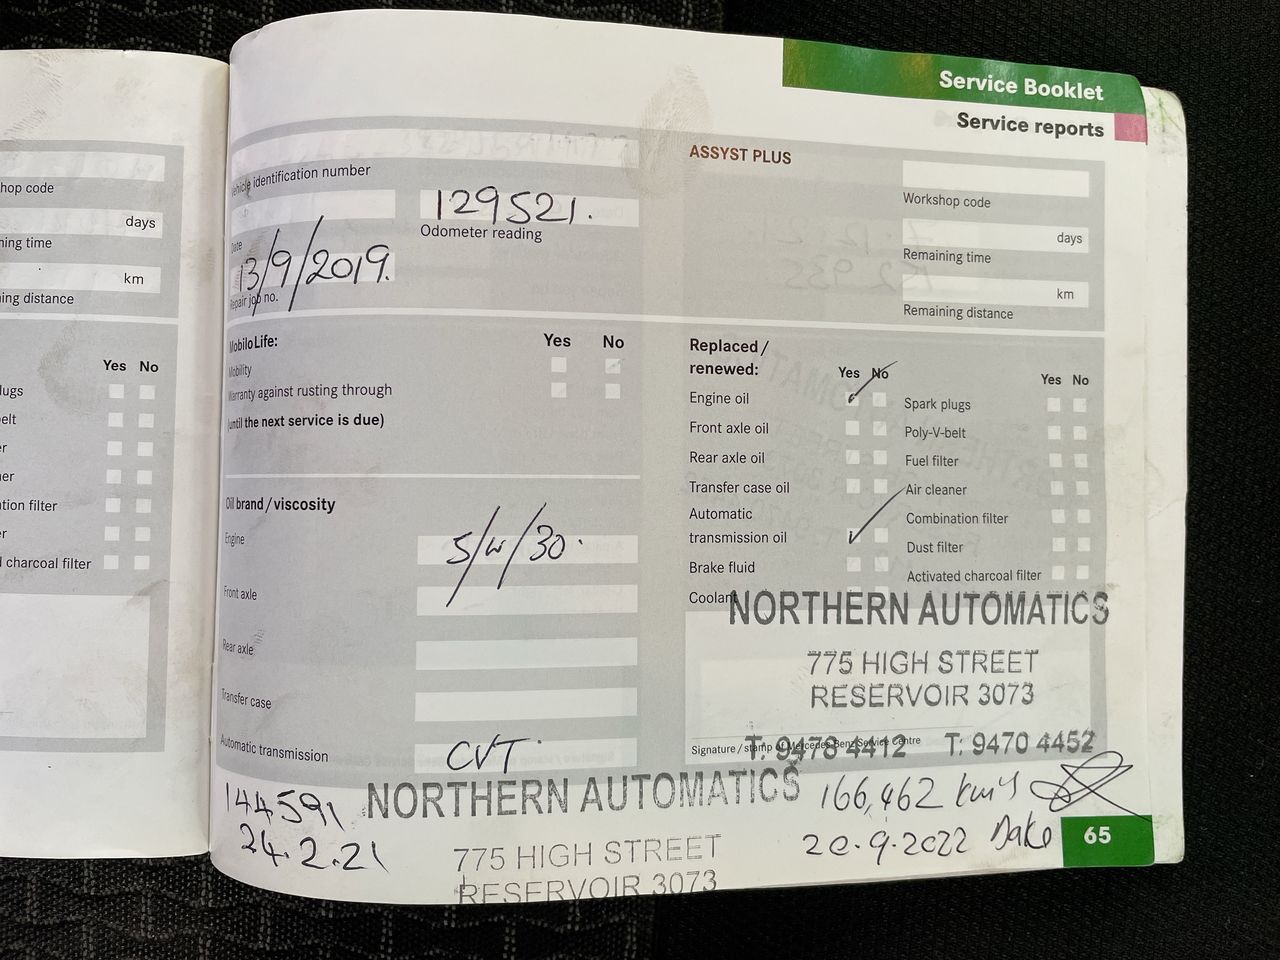 hop code
days
ning time
km
ning distance
Yes No
lugs
elt
r
er
tion filter
r
l charcoal filter
Service Booklet
Service reports
Vehicle identification number
129521.
Date
Odometer reading
13/9/2019.
Repair job no.
ASSYST PLUS
Workshop code
days
Remaining time
km
Remaining distance
MobiloLife:
Yes No
Mobility
Warranty against rusting through
(until the next service is due)
Oil brand/viscosity
Engine
5/w/30.
Front axle
Rear axle
Transfer case
Automatic transmission
CVT.
Replaced/
renewed:
Yes No
Engine oil
Front axle oil
Rear axle oil
Transfer case oil
Automatic
transmission oil
Brake fluid
Coolant
Yes No
Spark plugs
Poly-V-belt
Fuel filter
Air cleaner
Combination filter
Dust filter
Activated charcoal filter
NORTHERN AUTOMATICS
775 HIGH STREET
RESERVOIR 3073
Signature/stamp of Mercedes-Benz Service Centre
T: 9478 4412 T: 9470 4452
144591
24.2.21
NORTHERN AUTOMATICS
775 HIGH STREET
RESERVOIR 3073
166,462 km's
20.9.2022 Date
65